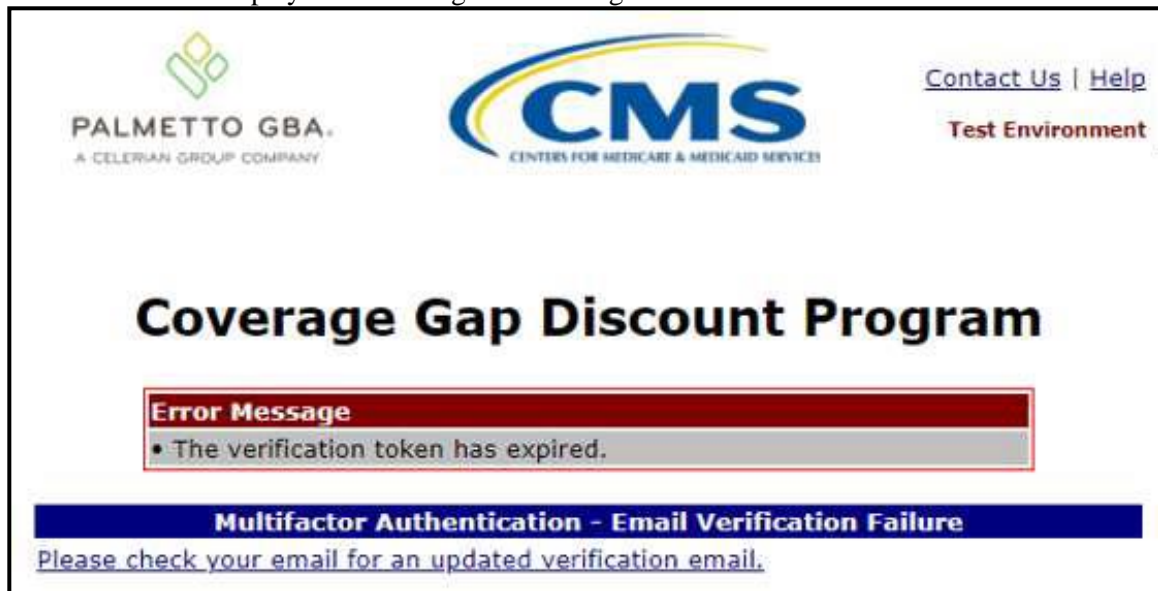 PALMETTO GBA.
A CELERIAN GROUP COMPANY
CMS
CENTERS FOR MEDICARE & MEDICAID SERVICES
Contact Us | Help
Test Environment
Coverage Gap Discount Program
Error Message
• The verification token has expired.
Multifactor Authentication - Email Verification Failure
Please check your email for an updated verification email.